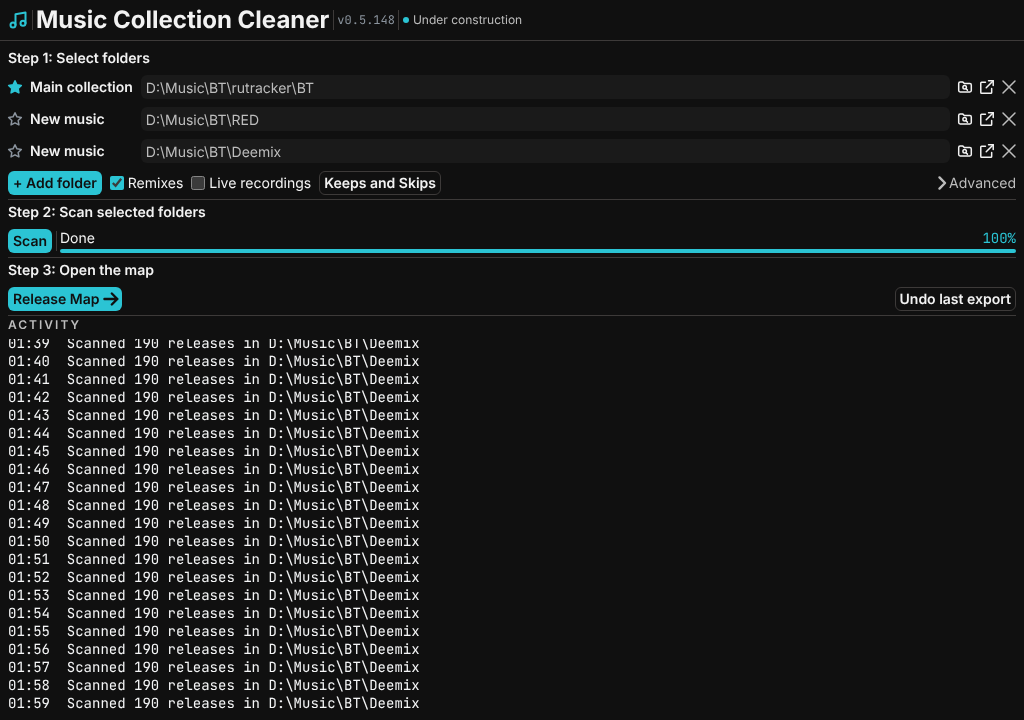 Music Collection Cleaner v0.5.148 Under construction
Step 1: Select folders
Main collection D:\Music\BT\rutracker\BT
New music D:\Music\BT\RED
New music D:\Music\BT\Deemix
+ Add folder Remixes Live recordings Keeps and Skips Advanced
Step 2: Scan selected folders
Scan Done 100%
Step 3: Open the map
Release Map Undo last export
ACTIVITY
01:39 Scanned 190 releases in D:\Music\BT\Deemix
01:40 Scanned 190 releases in D:\Music\BT\Deemix
01:41 Scanned 190 releases in D:\Music\BT\Deemix
01:42 Scanned 190 releases in D:\Music\BT\Deemix
01:43 Scanned 190 releases in D:\Music\BT\Deemix
01:44 Scanned 190 releases in D:\Music\BT\Deemix
01:45 Scanned 190 releases in D:\Music\BT\Deemix
01:46 Scanned 190 releases in D:\Music\BT\Deemix
01:47 Scanned 190 releases in D:\Music\BT\Deemix
01:48 Scanned 190 releases in D:\Music\BT\Deemix
01:49 Scanned 190 releases in D:\Music\BT\Deemix
01:50 Scanned 190 releases in D:\Music\BT\Deemix
01:51 Scanned 190 releases in D:\Music\BT\Deemix
01:52 Scanned 190 releases in D:\Music\BT\Deemix
01:53 Scanned 190 releases in D:\Music\BT\Deemix
01:54 Scanned 190 releases in D:\Music\BT\Deemix
01:55 Scanned 190 releases in D:\Music\BT\Deemix
01:56 Scanned 190 releases in D:\Music\BT\Deemix
01:57 Scanned 190 releases in D:\Music\BT\Deemix
01:58 Scanned 190 releases in D:\Music\BT\Deemix
01:59 Scanned 190 releases in D:\Music\BT\Deemix